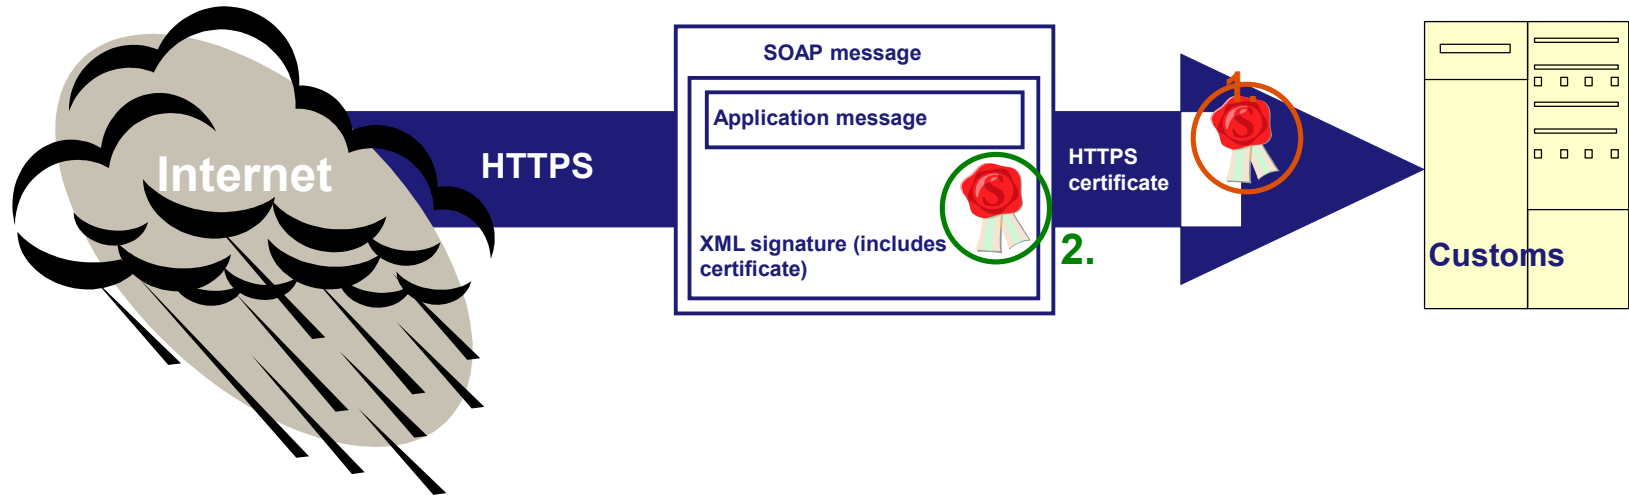 Internet
HTTPS
SOAP message
Application message
XML signature (includes
certificate)
2.
HTTPS
certificate
1.
S
S
Customs